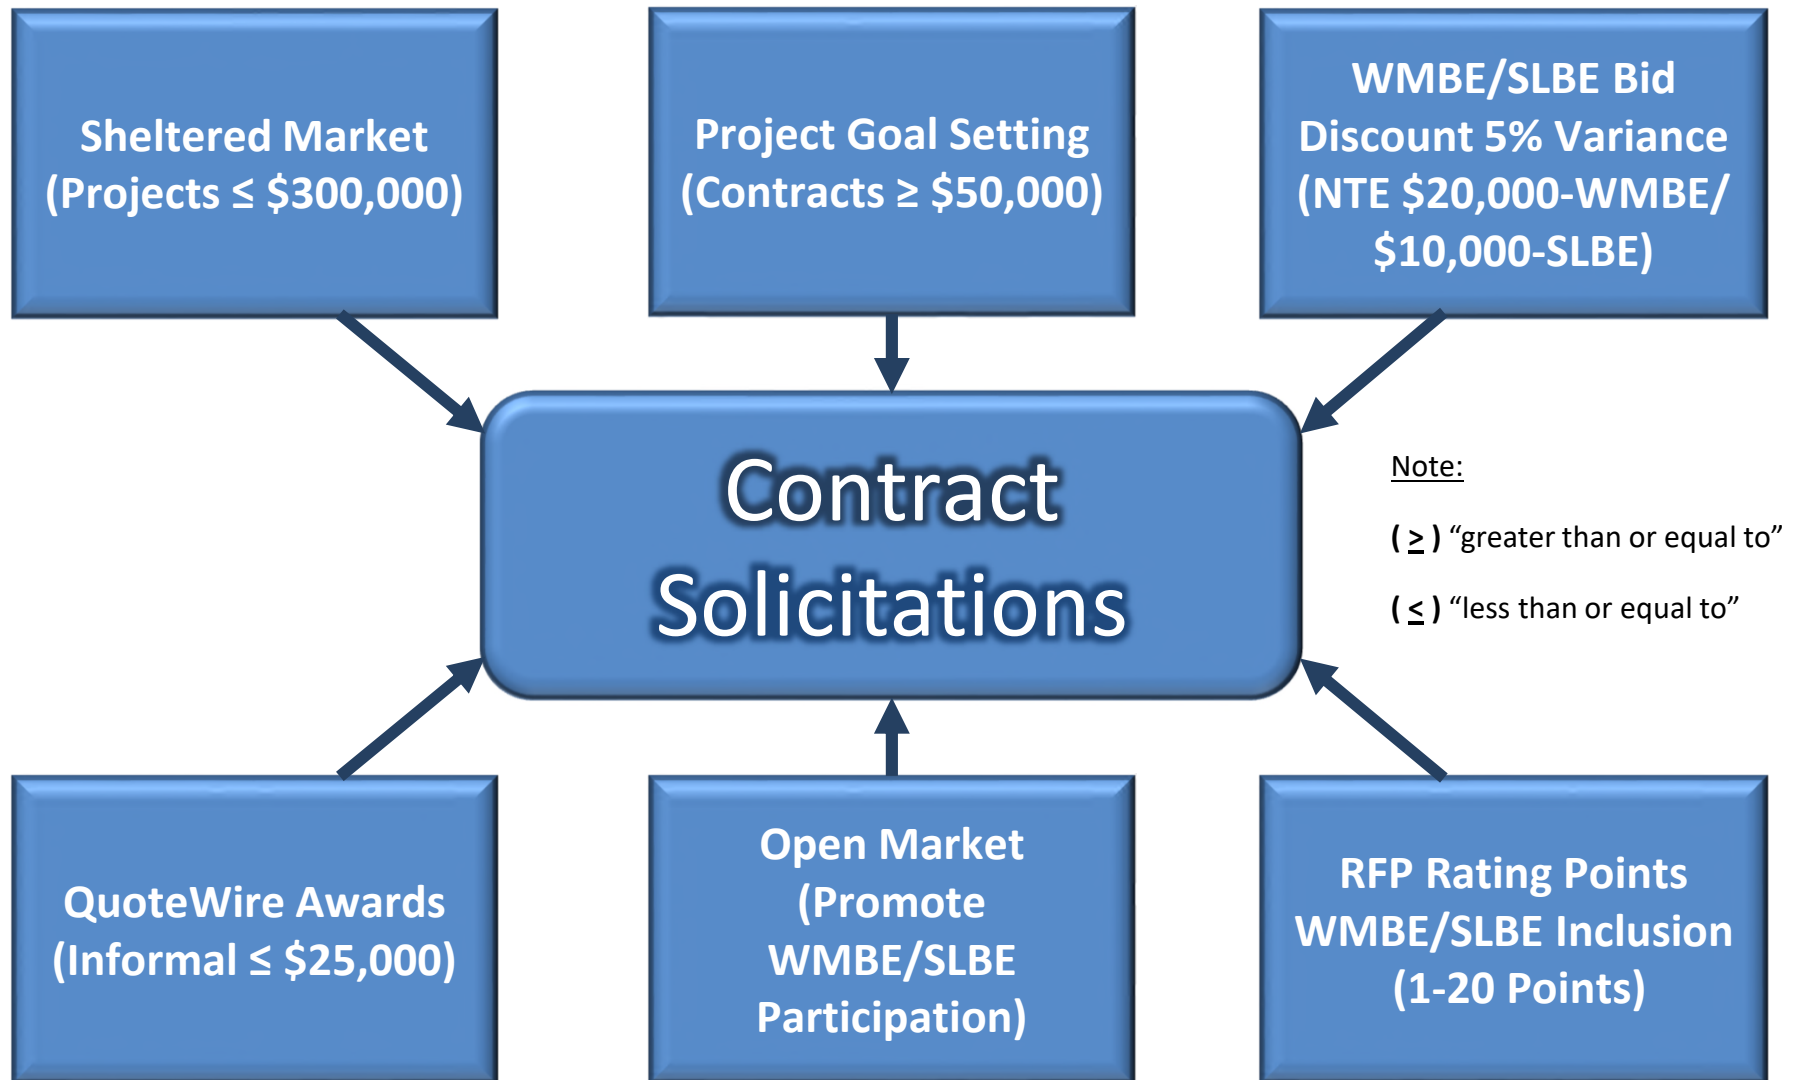 Sheltered Market
(Projects ≤ $300,000)
Project Goal Setting
(Contracts ≥ $50,000)
WMBE/SLBE Bid
Discount 5% Variance
(NTE $20,000-WMBE/
$10,000-SLBE)
Contract
Solicitations
Note:
( > ) “greater than or equal to”
( < ) “less than or equal to”
QuoteWire Awards
(Informal ≤ $25,000)
Open Market
(Promote
WMBE/SLBE
Participation)
RFP Rating Points
WMBE/SLBE Inclusion
(1-20 Points)